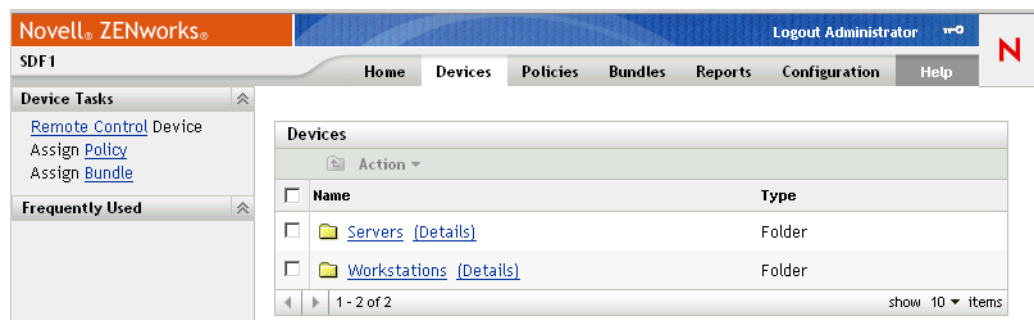 Novell® ZENworks®
Logout Administrator
N
SDF1
Home Devices Policies Bundles Reports Configuration Help
Device Tasks
Remote Control Device
Assign Policy
Assign Bundle
Frequently Used
Devices
Action
Name Type
Servers (Details) Folder
Workstations (Details) Folder
1 - 2 of 2 show 10 items